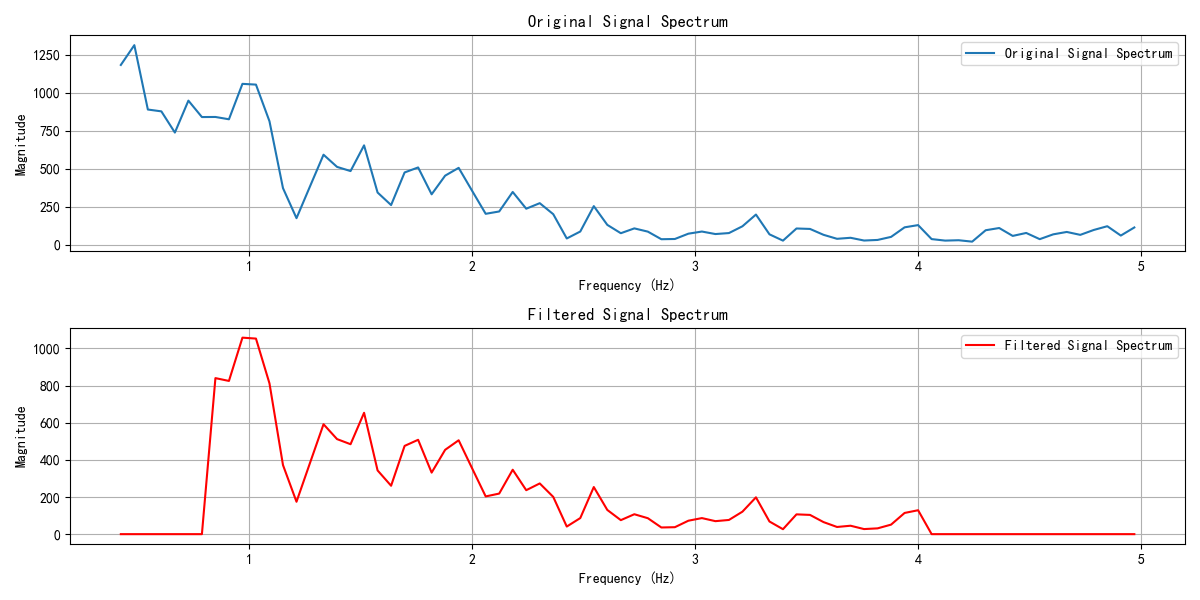 Original Signal Spectrum
Original Signal Spectrum
Magnitude
1250
1000
750
500
250
0
1 2 3 4 5
Frequency (Hz)
Filtered Signal Spectrum
Filtered Signal Spectrum
Magnitude
1000
800
600
400
200
0
1 2 3 4 5
Frequency (Hz)